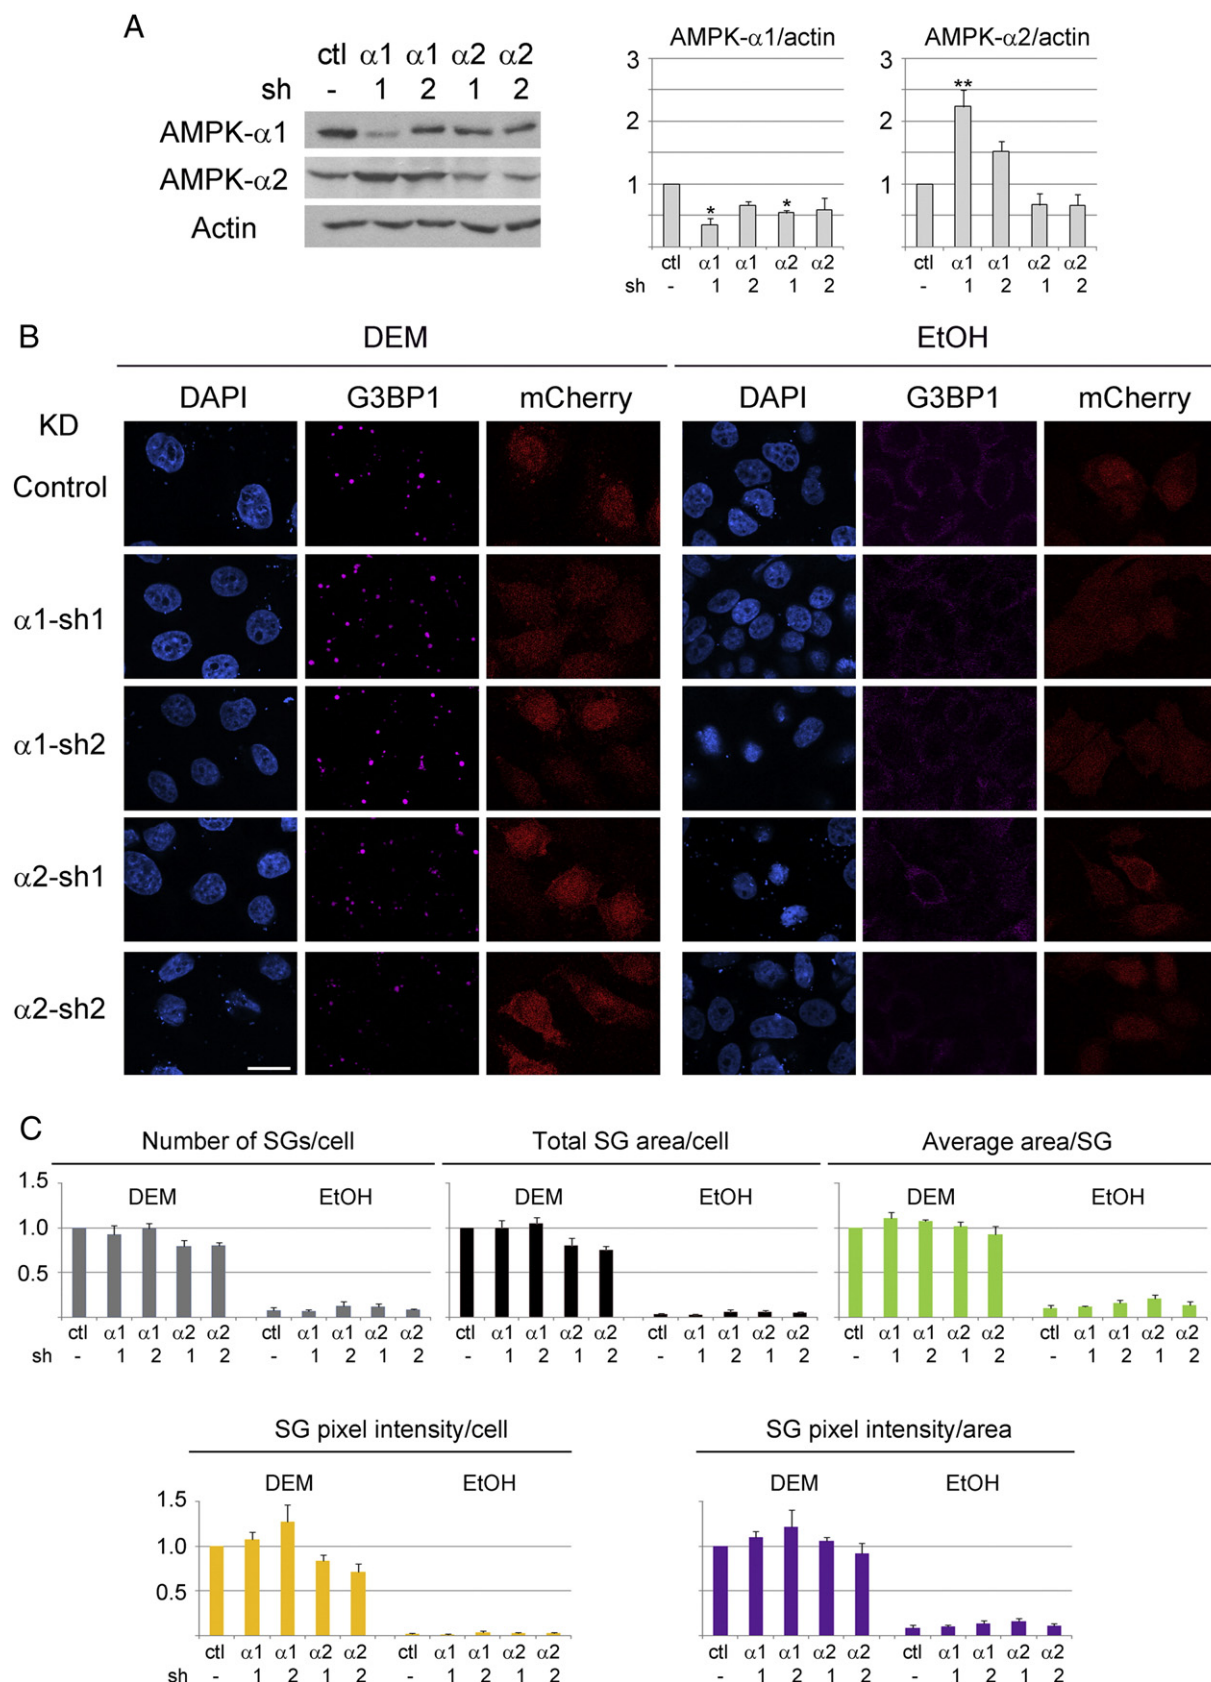 A
ctl α1 α1 α2 α2
sh - 1 2 1 2
AMPK-α1
AMPK-α2
Actin
AMPK-α1/actin
3
2
1
*
*
ctl α1 α1 α2 α2
sh - 1 2 1 2
AMPK-α2/actin
3
2
1
**
ctl α1 α1 α2 α2
- 1 2 1 2
B
DEM EtOH
DAPI G3BP1 mCherry DAPI G3BP1 mCherry
KD
Control
α1-sh1
α1-sh2
α2-sh1
α2-sh2
C
Number of SGs/cell Total SG area/cell Average area/SG
1.5
DEM EtOH DEM EtOH DEM EtOH
1.0
0.5
ctl α1 α1 α2 α2 ctl α1 α1 α2 α2 ctl α1 α1 α2 α2 ctl α1 α1 α2 α2 ctl α1 α1 α2 α2 ctl α1 α1 α2 α2
sh - 1 2 1 2 - 1 2 1 2 - 1 2 1 2 - 1 2 1 2 - 1 2 1 2 - 1 2 1 2
SG pixel intensity/cell SG pixel intensity/area
DEM EtOH DEM EtOH
1.5
1.0
0.5
ctl α1 α1 α2 α2 ctl α1 α1 α2 α2 ctl α1 α1 α2 α2 ctl α1 α1 α2 α2
sh - 1 2 1 2 - 1 2 1 2 - 1 2 1 2 - 1 2 1 2